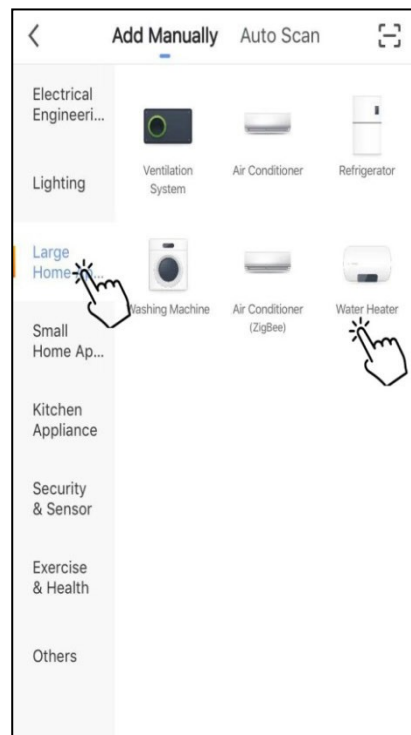 Add Manually Auto Scan
Electrical
Engineeri...
Lighting
Large
Home Ap...
Small
Home Ap...
Kitchen
Appliance
Security
& Sensor
Exercise
& Health
Others
Ventilation
System
Air Conditioner
Refrigerator
Washing Machine
Air Conditioner
(ZigBee)
Water Heater